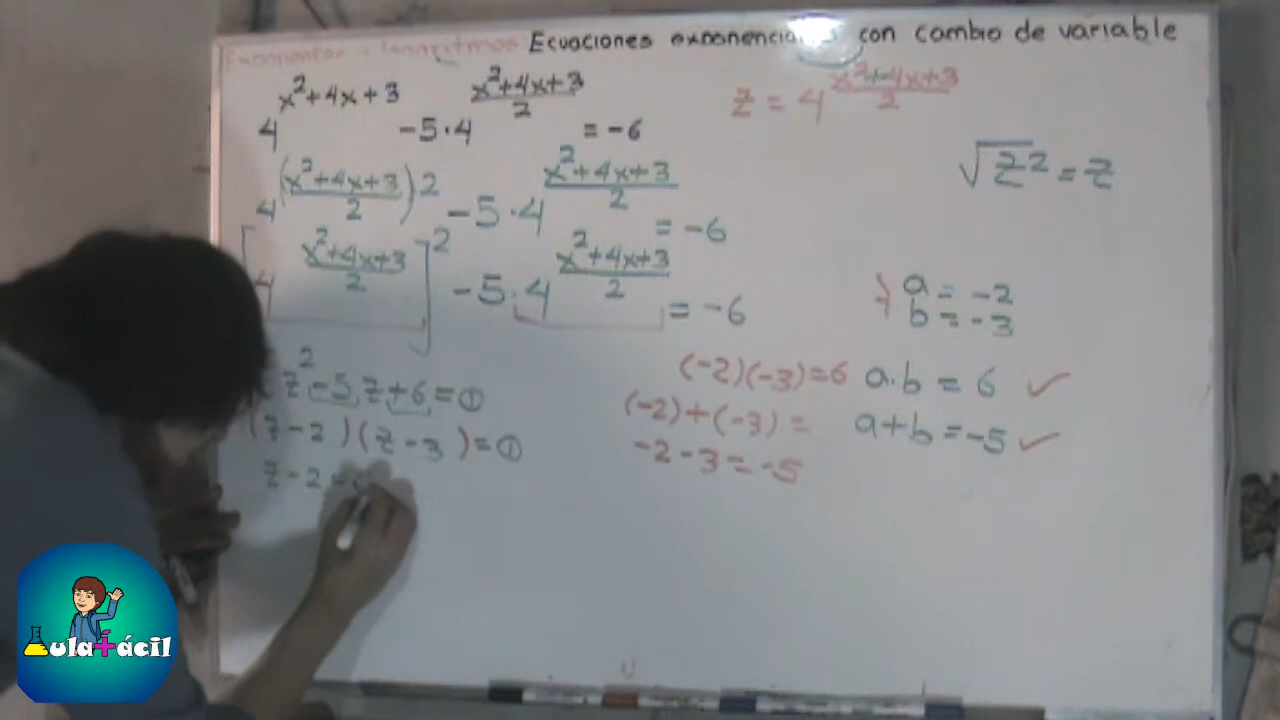 Exponentes y logaritmos Ecuaciones exponenciales con cambio de variable
4^(x²+4x+3) -5·4^((x²+4x+3)/2) = -6
z = 4^((x²+4x+3)/2)
4^((x²+4x+3)/2)2 -5·4^((x²+4x+3)/2) = -6
√z² = z
[4^((x²+4x+3)/2)]² -5·4^((x²+4x+3)/2) = -6
a = -2
b = -3
z² -5z+6 = 0
(-2)(-3)=6 a·b = 6 ✓
(z-2)(z-3)=0
(-2)+(-3)= a+b=-5 ✓
-2-3=-5
z-2=
Aula+ácil